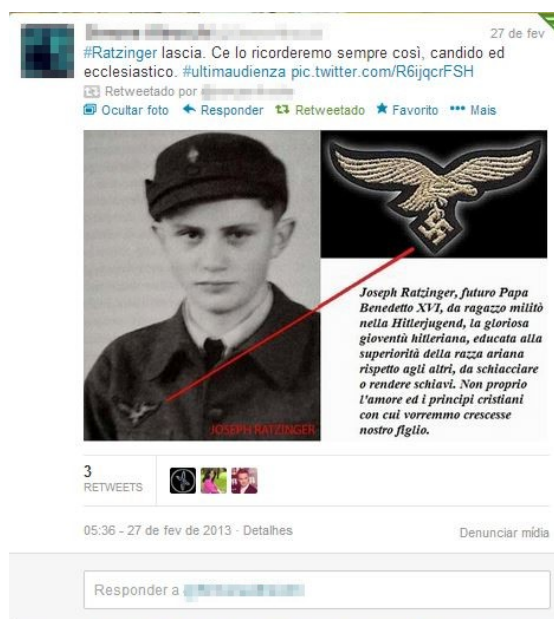 27 de fev
#Ratzinger lascia. Ce lo ricorderemo sempre così, candido ed
ecclesiastico. #ultimaudienza pic.twitter.com/R6ijqcrFSH
Retweetado por
Ocultar foto Responder Retweetado Favorito Mais
JOSEPH RATZINGER
Joseph Ratzinger, futuro Papa
Benedetto XVI, da ragazzo militò
nella Hitlerjugend, la gloriosa
gioventù hitleriana, educata alla
superiorità della razza ariana
rispetto agli altri, da schiacciare
o rendere schiavi. Non proprio
l'amore ed i principi cristiani
con cui vorremmo crescesse
nostro figlio.
3
RETWEETS
05:36 - 27 de fev de 2013 · Detalhes
Denunciar mídia
Responder a